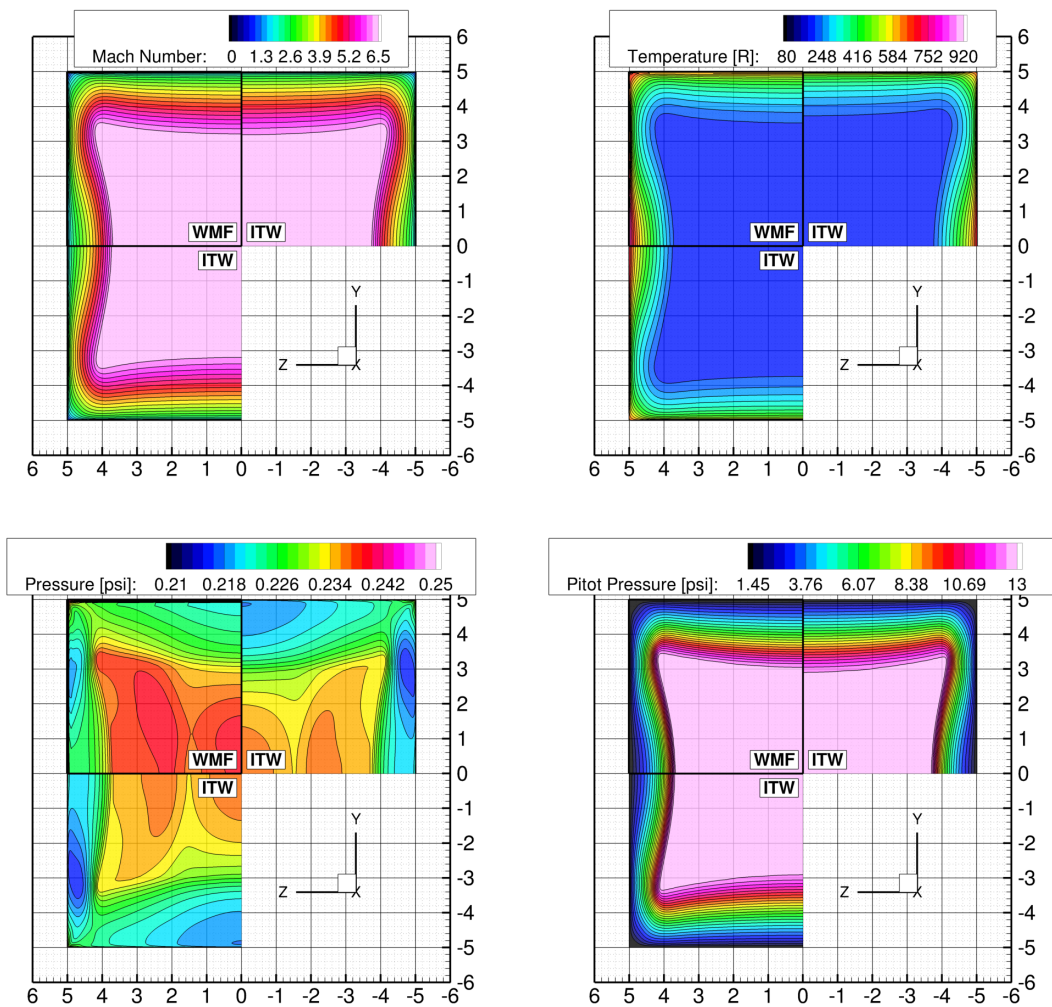 Mach Number: 0 1.3 2.6 3.9 5.2 6.5
6
5
4
3
2
1
0
-1
-2
-3
-4
-5
-6
WMF ITW
ITW
Y
Z X
6 5 4 3 2 1 0 -1 -2 -3 -4 -5 -6
Temperature [R]: 80 248 416 584 752 920
6
5
4
3
2
1
0
-1
-2
-3
-4
-5
-6
WMF ITW
ITW
Y
Z X
6 5 4 3 2 1 0 -1 -2 -3 -4 -5 -6
Pressure [psi]: 0.21 0.218 0.226 0.234 0.242 0.25
5
4
3
2
1
0
-1
-2
-3
-4
-5
-6
WMF ITW
ITW
Y
Z X
6 5 4 3 2 1 0 -1 -2 -3 -4 -5 -6
Pitot Pressure [psi]: 1.45 3.76 6.07 8.38 10.69 13
5
4
3
2
1
0
-1
-2
-3
-4
-5
-6
WMF ITW
ITW
Y
Z X
6 5 4 3 2 1 0 -1 -2 -3 -4 -5 -6